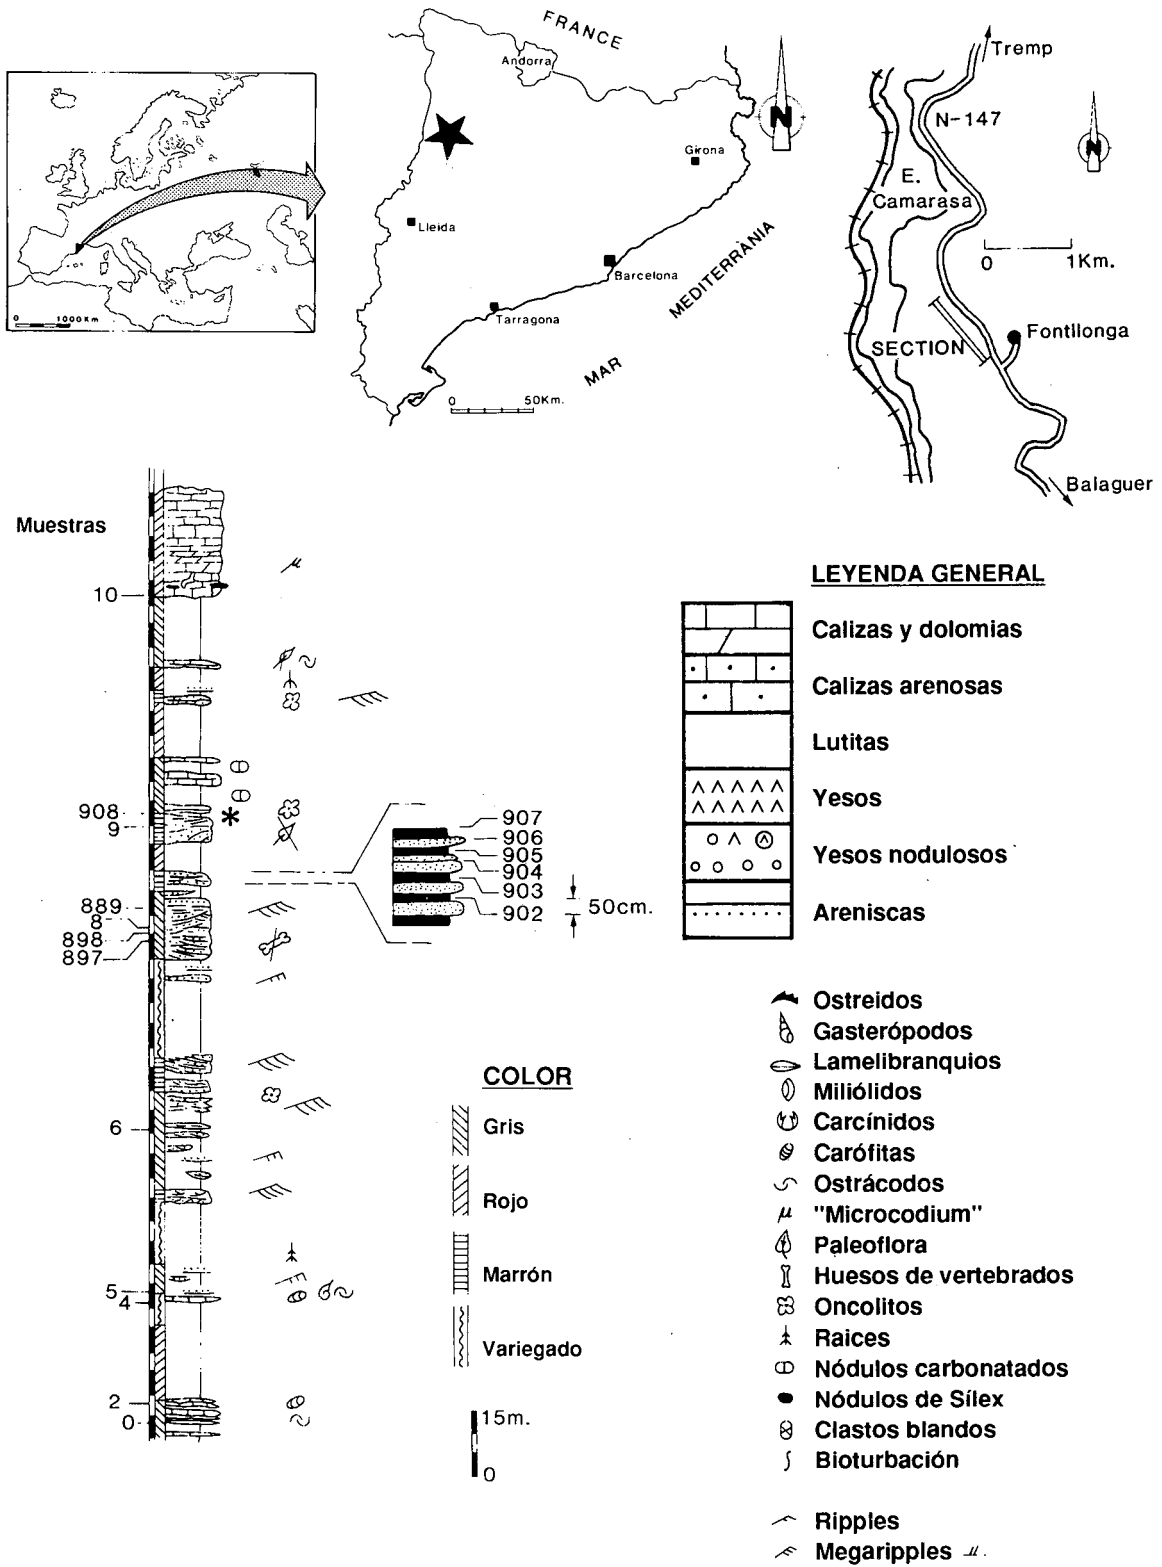 FRANCE
Andorra
Girona
Lleida
Barcelona
Tarragona
MAR
MEDITERRÀNIA
N
0 50Km.
0 1000Km
Tremp
N-147
N
E.
Camarasa
0 1Km.
Fontllonga
SECTION
Balaguer
Muestras
10
908
9
889
8
898
897
6
5
4
2
0
*
907
906
905
904
903
902
50cm.
COLOR
Gris
Rojo
Marrón
Variegado
15m.
0
LEYENDA GENERAL
Calizas y dolomias
Calizas arenosas
Lutitas
Yesos
Yesos nodulosos
Areniscas
Ostreidos
Gasterópodos
Lamelibranquios
Miliólidos
Carcínidos
Carófitas
Ostrácodos
"Microcodium"
Paleoflora
Huesos de vertebrados
Oncolitos
Raices
Nódulos carbonatados
Nódulos de Sílex
Clastos blandos
Bioturbación
Ripples
Megaripples